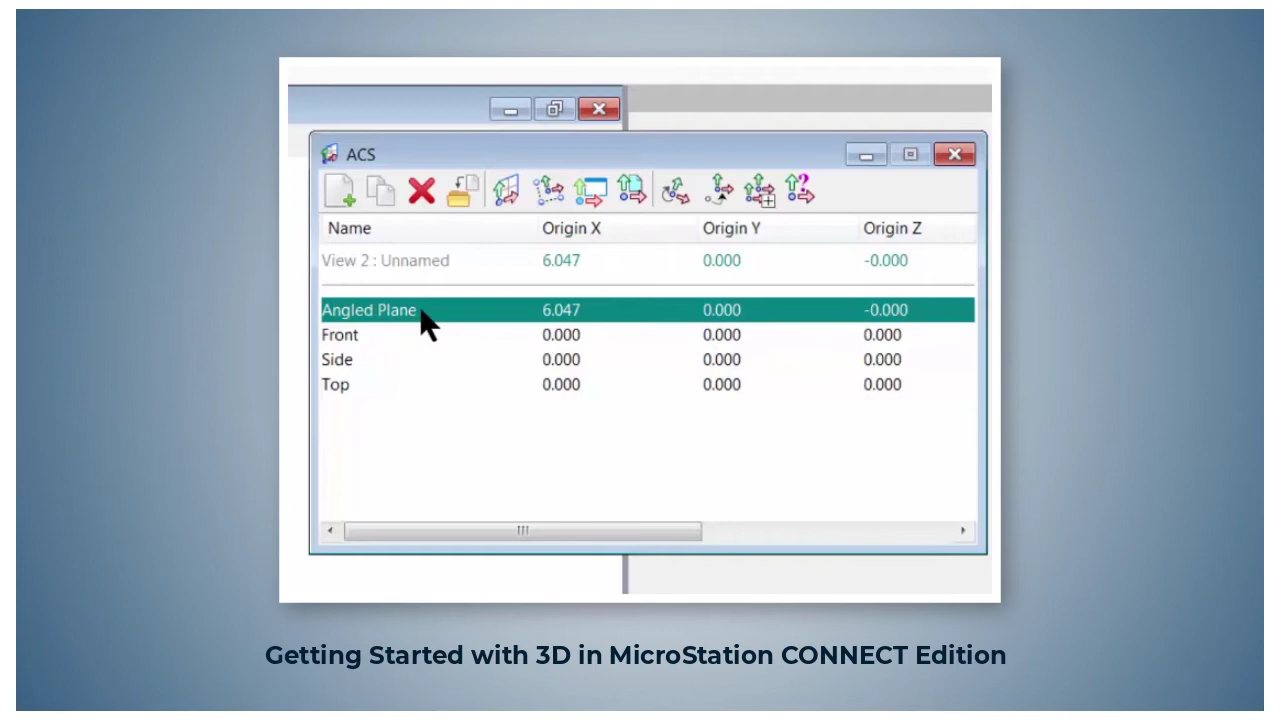 ACS
Name Origin X Origin Y Origin Z
View 2 : Unnamed 6.047 0.000 -0.000
Angled Plane 6.047 0.000 -0.000
Front 0.000 0.000 0.000
Side 0.000 0.000 0.000
Top 0.000 0.000 0.000
Getting Started with 3D in MicroStation CONNECT Edition